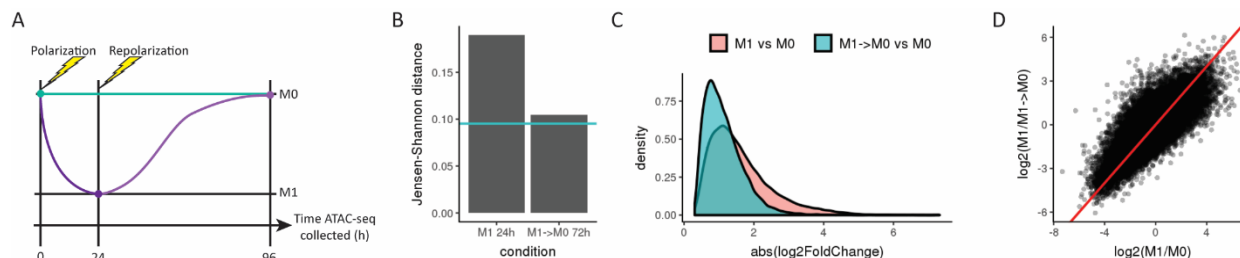 A
Polarization
Repolarization
M0
M1
Time ATAC-seq
collected (h)
0
24
96
B
Jensen-Shannon distance
0.15
0.10
0.05
0.00
M1 24h
M1->M0 72h
condition
C
M1 vs M0
M1->M0 vs M0
density
0.75
0.50
0.25
0.00
0
2
4
6
abs(log2FoldChange)
D
log2(M1/M1->M0)
6
3
0
-3
-6
-8
-4
0
4
log2(M1/M0)